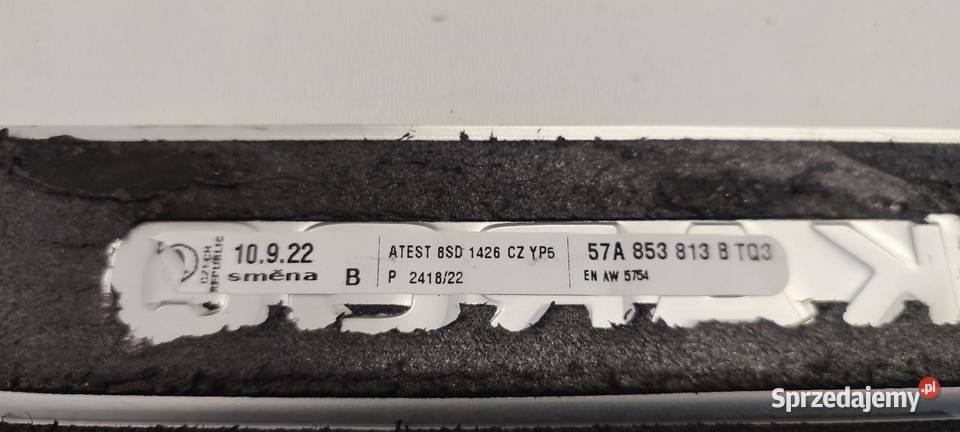 CZECH
REPUBLIC
10.9.22
směna B
ATEST 8SD 1426 CZ YP5
P 2418/22
57A 853 813 B TQ3
EN AW 5754
Sprzedajemy.pl